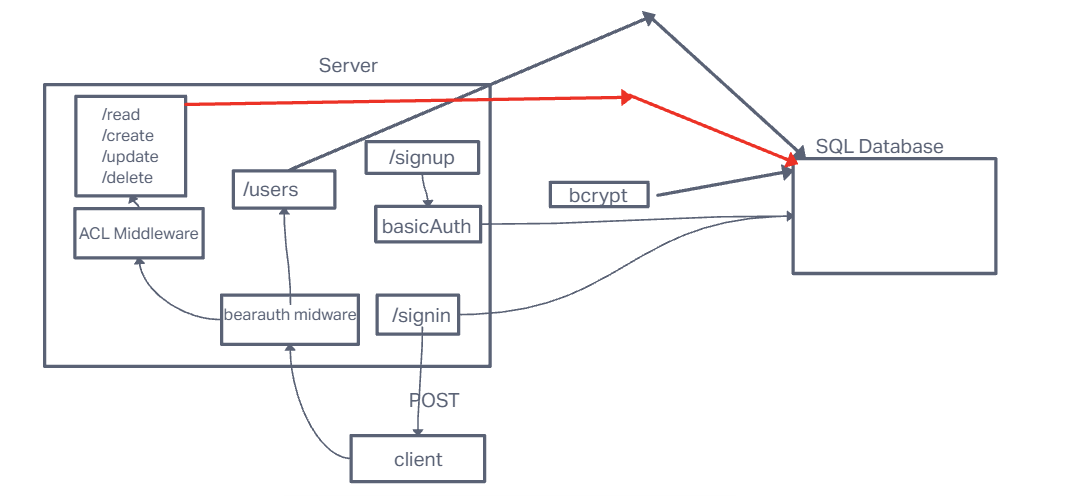 Server
/read
/create
/update
/delete
/signup
SQL Database
/users
bcrypt
basicAuth
ACL Middleware
bearauth midware
/signin
POST
client